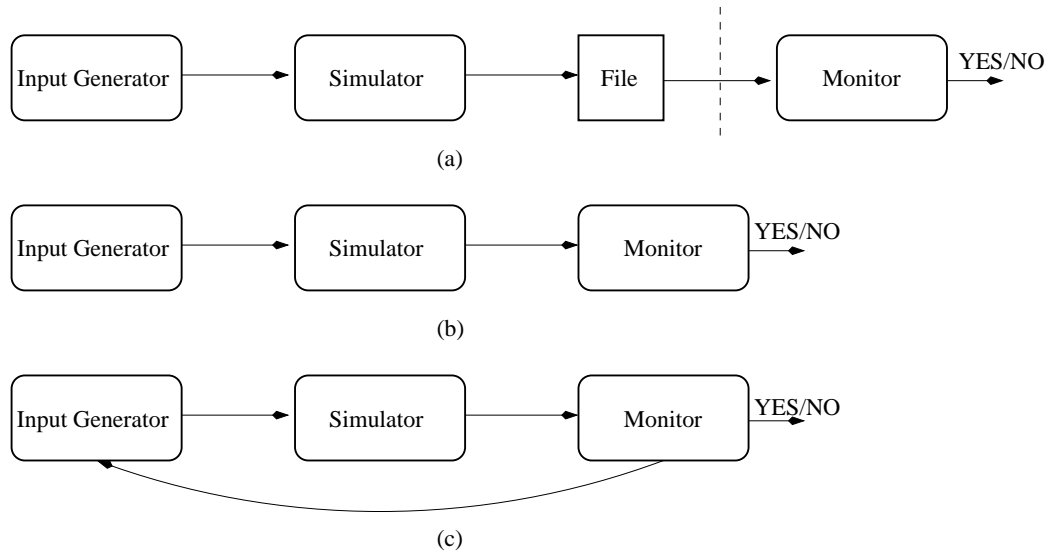 Input Generator
Simulator
File
Monitor
YES/NO
(a)
Input Generator
Simulator
Monitor
YES/NO
(b)
Input Generator
Simulator
Monitor
YES/NO
(c)